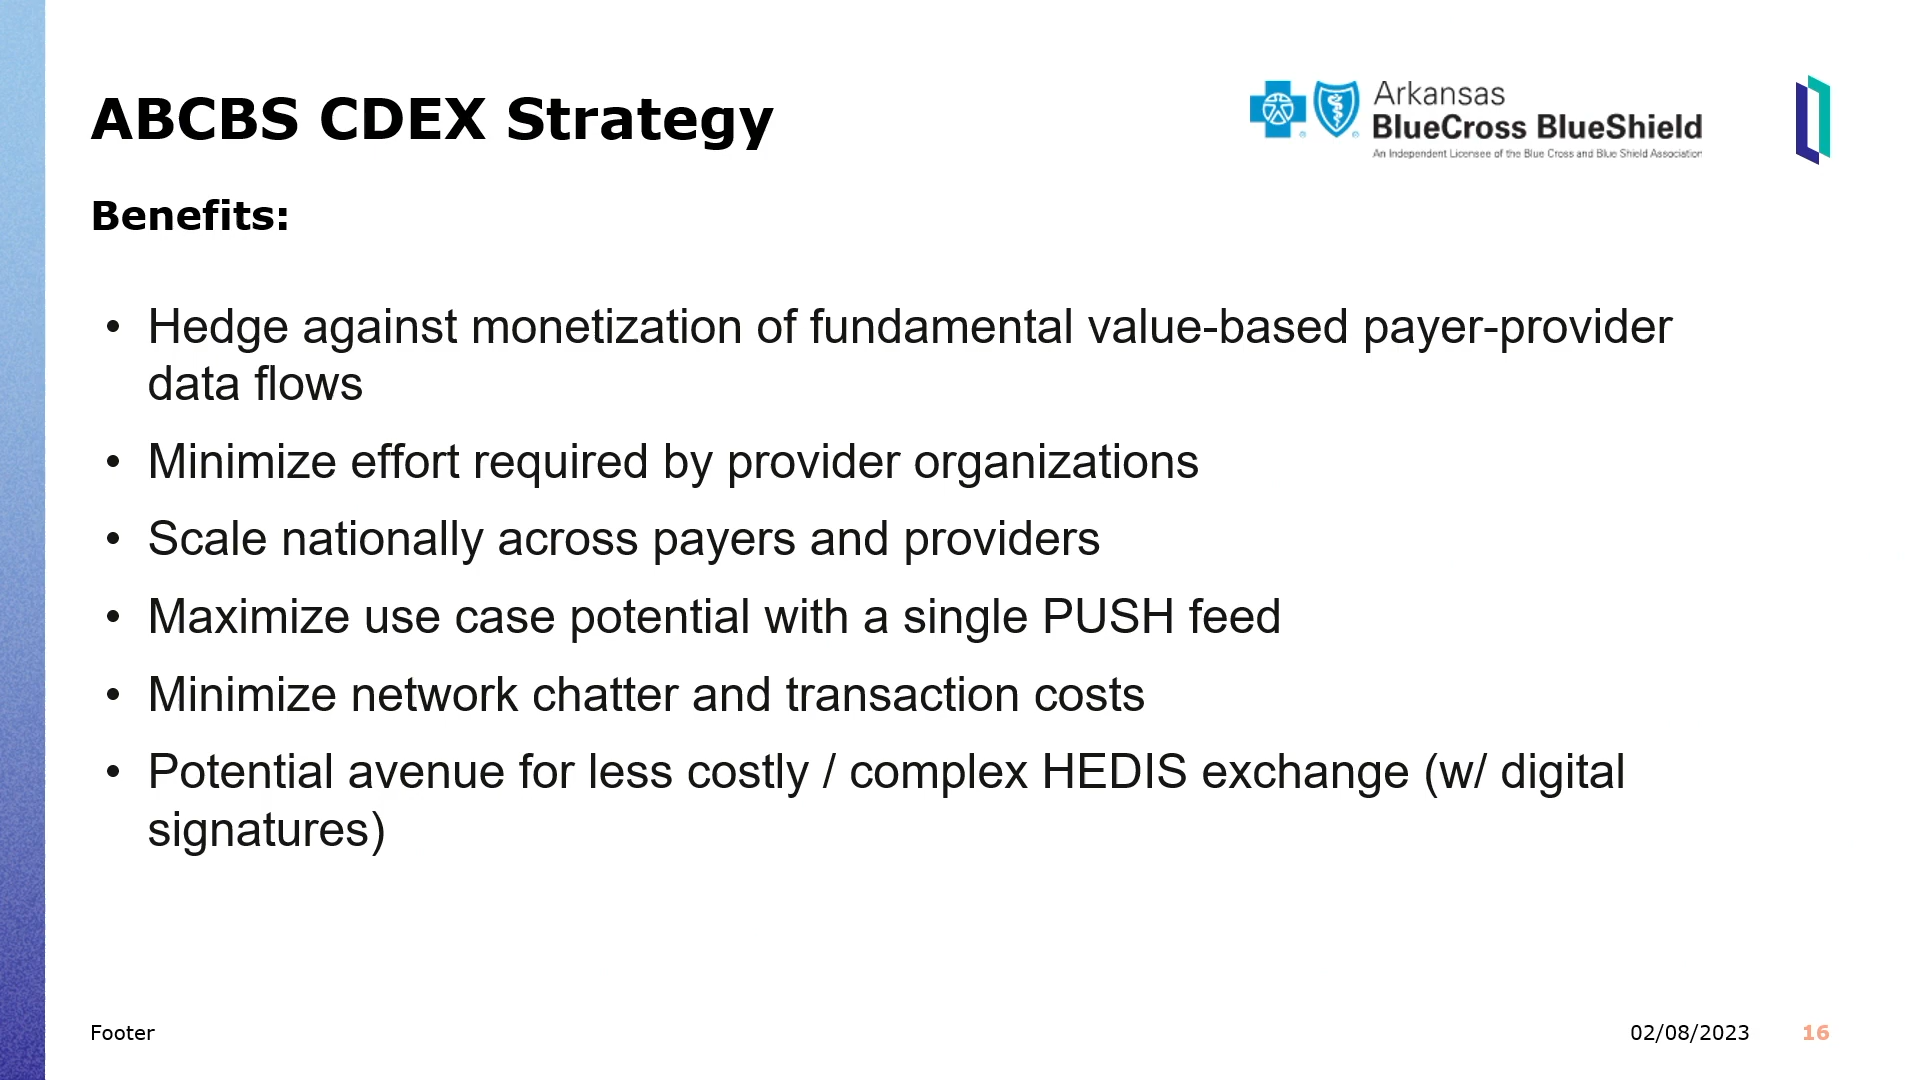 ABCBS CDEX Strategy
Arkansas
BlueCross BlueShield
An Independent Licensee of the Blue Cross and Blue Shield Association
Benefits:
• Hedge against monetization of fundamental value-based payer-provider
data flows
• Minimize effort required by provider organizations
• Scale nationally across payers and providers
• Maximize use case potential with a single PUSH feed
• Minimize network chatter and transaction costs
• Potential avenue for less costly / complex HEDIS exchange (w/ digital
signatures)
Footer
02/08/2023
16